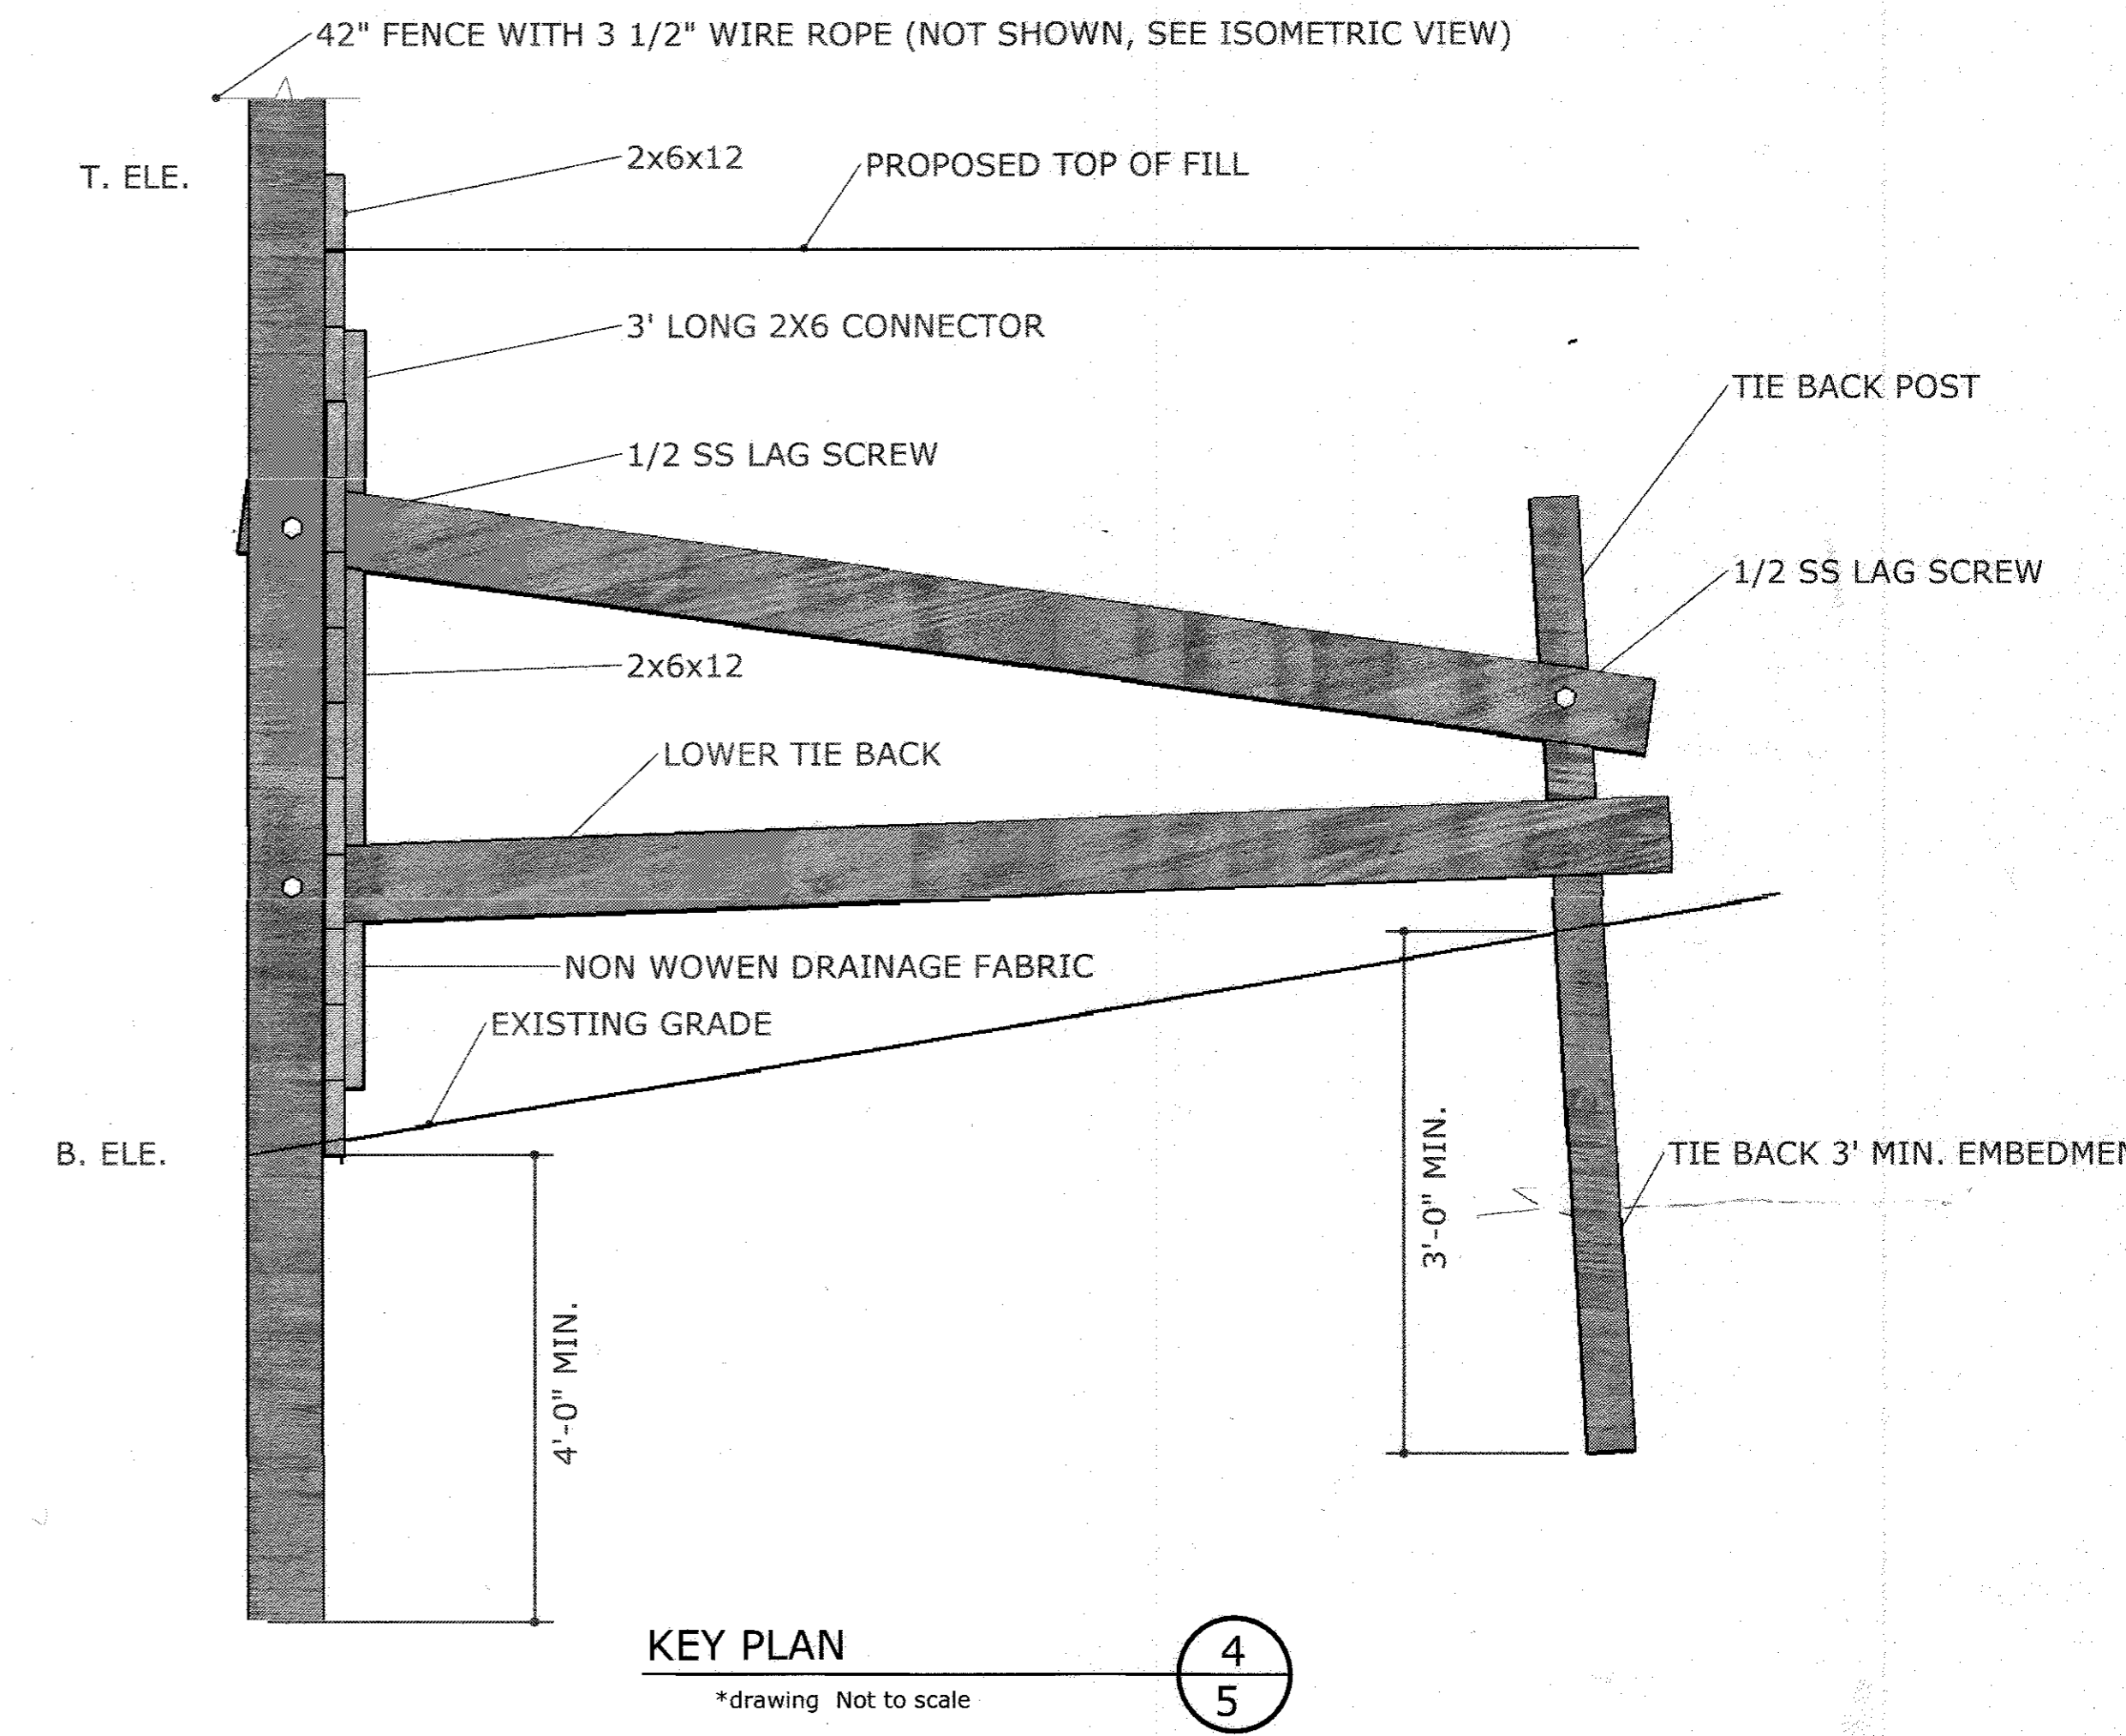 42" FENCE WITH 3 1/2" WIRE ROPE (NOT SHOWN, SEE ISOMETRIC VIEW)
T. ELE.
2x6x12
PROPOSED TOP OF FILL
3' LONG 2X6 CONNECTOR
TIE BACK POST
1/2 SS LAG SCREW
1/2 SS LAG SCREW
2x6x12
LOWER TIE BACK
NON WOWEN DRAINAGE FABRIC
EXISTING GRADE
B. ELE.
3'-0" MIN.
TIE BACK 3' MIN. EMBEDMEN
4'-0" MIN.
KEY PLAN
4
5
*drawing Not to scale